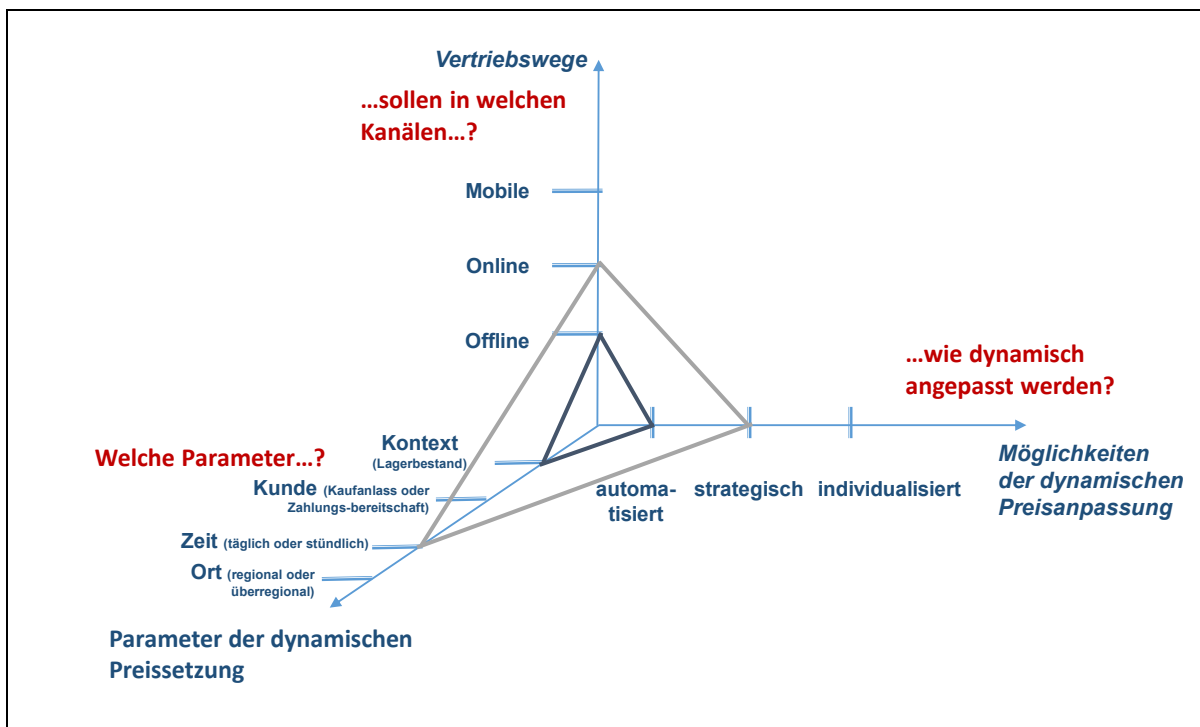 Vertriebswege
...sollen in welchen
Kanälen...?
Mobile
Online
Offline
...wie dynamisch
angepasst werden?
Welche Parameter...?
Kontext
(Lagerbestand)
Kunde (Kaufanlass oder
Zahlungs-bereitschaft)
Zeit (täglich oder stündlich)
Ort (regional oder
überregional)
automa-
tisiert
strategisch
individualisiert
Möglichkeiten
der dynamischen
Preisanpassung
Parameter der dynamischen
Preissetzung